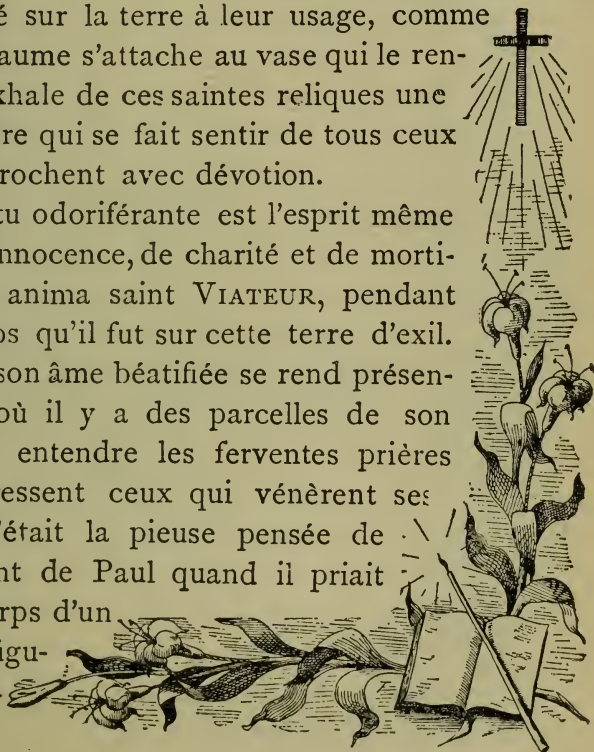 é sur la terre à leur usage, comme
aume s'attache au vase qui le ren-
khale de ces saintes reliques une
re qui se fait sentir de tous ceux
rochent avec dévotion.
tu odoriférante est l'esprit même
nnocence, de charité et de morti-
anima saint VIATEUR, pendant
os qu'il fut sur cette terre d'exil.
son âme béatifiée se rend présen-
où il y a des parcelles de son
entendre les ferventes prières
essent ceux qui vénèrent ses
'était la pieuse pensée de
nt de Paul quand il priait
rps d'un
igu-